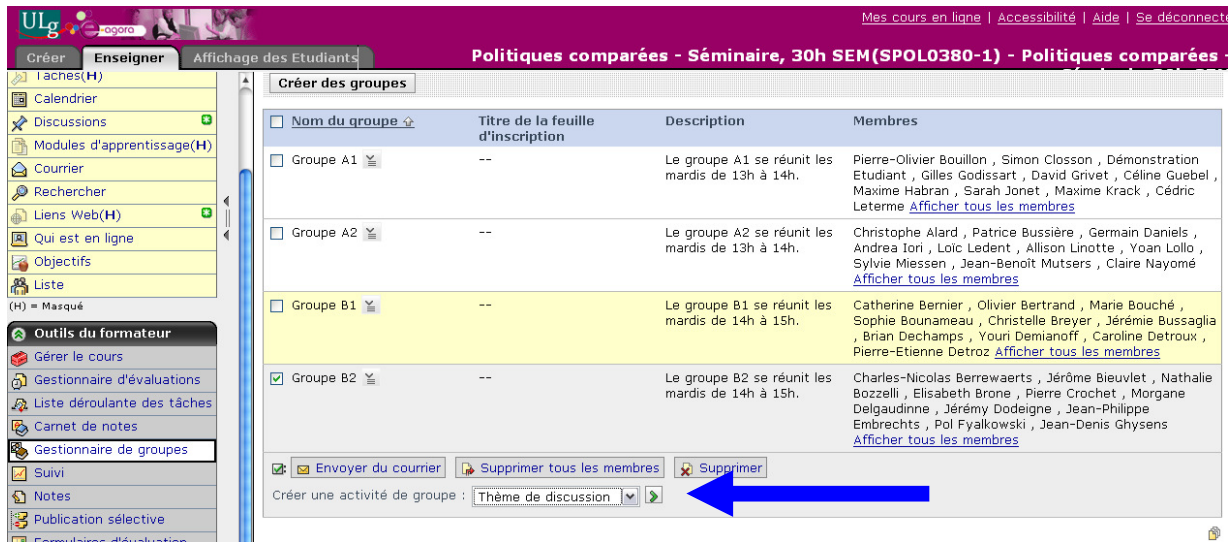 ULg e-agora
Mes cours en ligne | Accessibilité | Aide | Se déconnecte
Créer Enseigner Affichage des Etudiants
Politiques comparées - Séminaire, 30h SEM(SPOL0380-1) - Politiques comparées -
Tâches(H)
Calendrier
Discussions
Modules d'apprentissage(H)
Courrier
Rechercher
Liens Web(H)
Qui est en ligne
Objectifs
Liste
(H) = Masqué
Outils du formateur
Gérer le cours
Gestionnaire d'évaluations
Liste déroulante des tâches
Carnet de notes
Gestionnaire de groupes
Suivi
Notes
Publication sélective
Formulaires d'évaluation
Créer des groupes
Nom du groupe
Titre de la feuille
d'inscription
Description
Membres
Groupe A1
--
Le groupe A1 se réunit les
mardis de 13h à 14h.
Pierre-Olivier Bouillon , Simon Closson , Démonstration
Etudiant , Gilles Godissart , David Grivet , Céline Guebel ,
Maxime Habran , Sarah Jonet , Maxime Krack , Cédric
Leterme Afficher tous les membres
Groupe A2
--
Le groupe A2 se réunit les
mardis de 13h à 14h.
Christophe Alard , Patrice Bussière , Germain Daniels ,
Andrea Iori , Loïc Ledent , Allison Linotte , Yoan Lollo ,
Sylvie Miessen , Jean-Benoît Mutsers , Claire Nayomé
Afficher tous les membres
Groupe B1
--
Le groupe B1 se réunit les
mardis de 14h à 15h.
Catherine Bernier , Olivier Bertrand , Marie Bouché ,
Sophie Bounameau , Christelle Breyer , Jérémie Bussaglia
, Brian Dechamps , Youri Demianoff , Caroline Detroux ,
Pierre-Etienne Detroz Afficher tous les membres
Groupe B2
--
Le groupe B2 se réunit les
mardis de 14h à 15h.
Charles-Nicolas Berrewaerts , Jérôme Bieuvlet , Nathalie
Bozzelli , Elisabeth Brone , Pierre Crochet , Morgane
Delgaudinne , Jérémy Dodeigne , Jean-Philippe
Embrechts , Pol Fyalkowski , Jean-Denis Ghysens
Afficher tous les membres
Envoyer du courrier Supprimer tous les membres Supprimer
Créer une activité de groupe : Thème de discussion